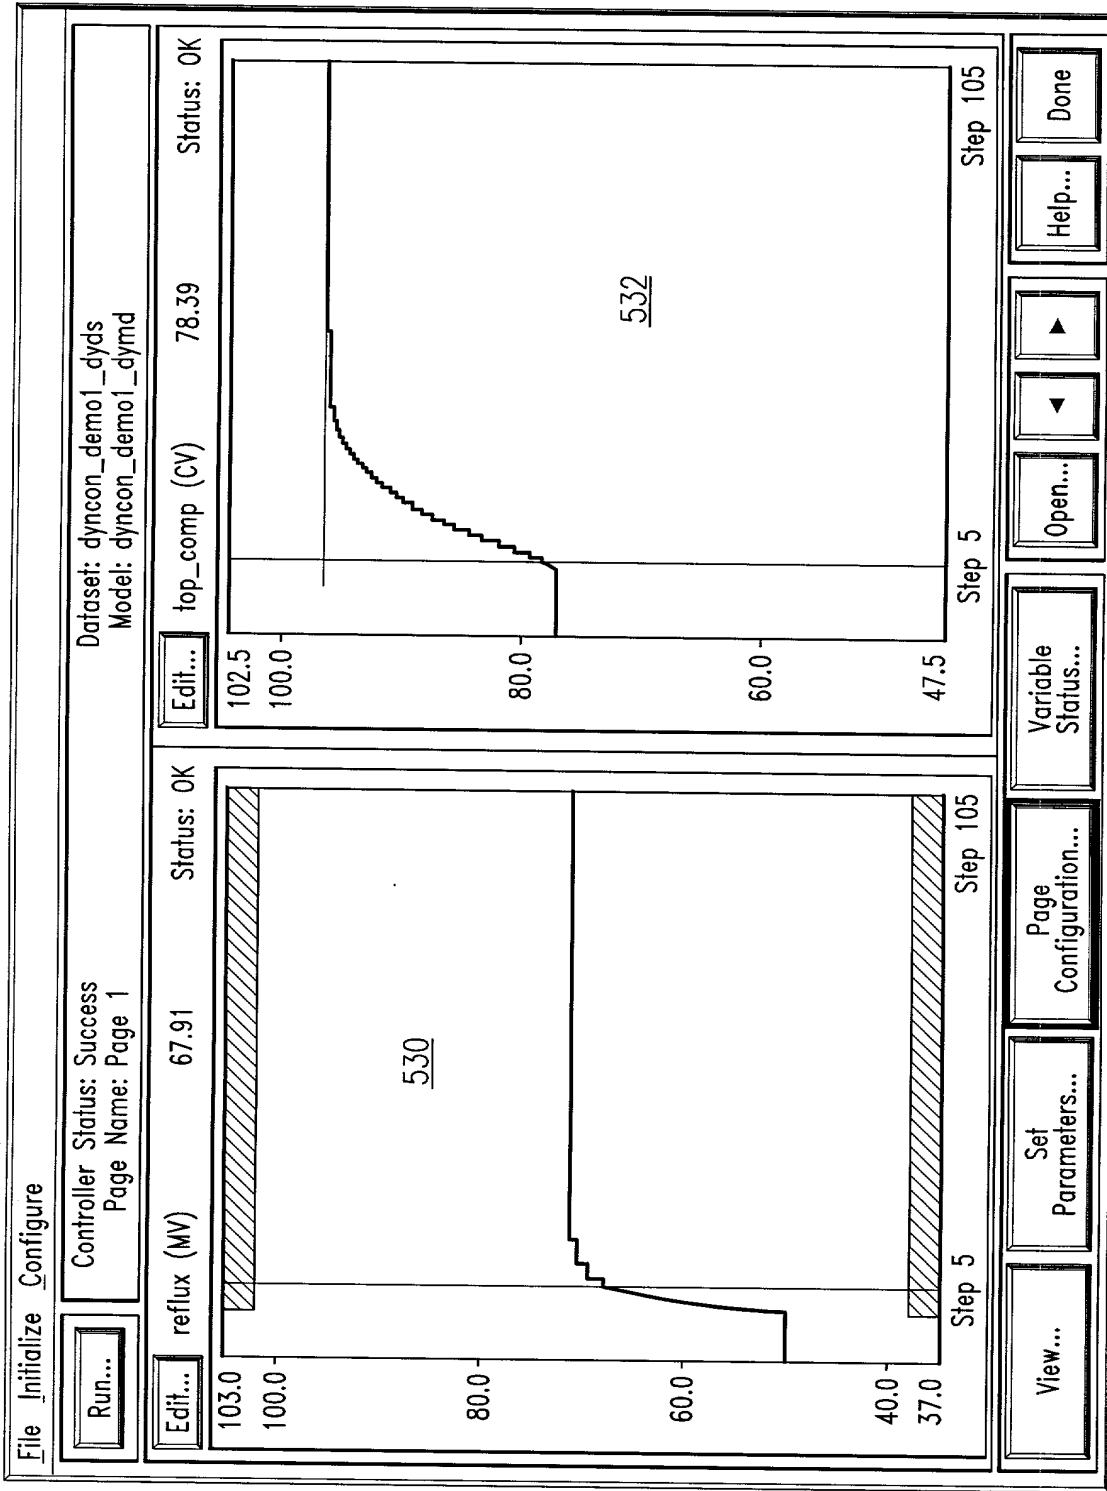 File Initialize Configure
Run...
Controller Status: Success
Page Name: Page 1
Dataset: dyncon_demo1_dyds
Model: dyncon_demo1_dymd
Edit... reflux (MV) 67.91 Status: OK
103.0
100.0
80.0
60.0
40.0
37.0
530
Step 5 Step 105
Edit... top_comp (CV) 78.39 Status: OK
102.5
100.0
80.0
60.0
47.5
532
Step 5 Step 105
View...
Set
Parameters...
Page
Configuration...
Variable
Status...
Open...
Help...
Done